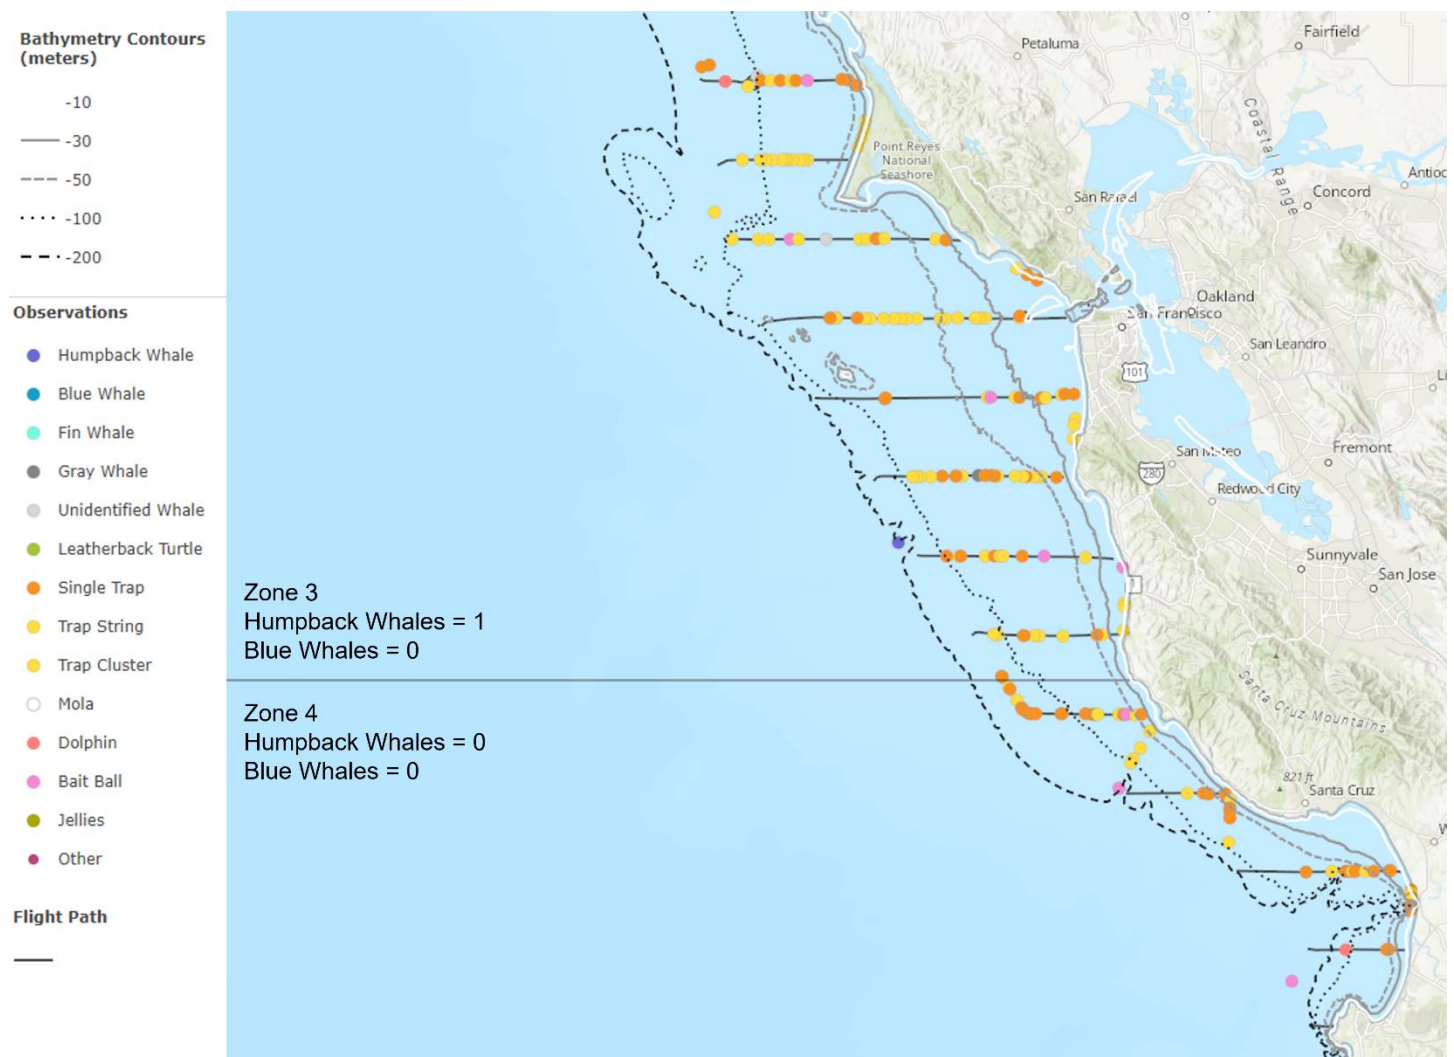 Bathymetry Contours
(meters)
-10
-30
-50
-100
-200
Observations
Humpback Whale
Blue Whale
Fin Whale
Gray Whale
Unidentified Whale
Leatherback Turtle
Single Trap
Trap String
Trap Cluster
Mola
Dolphin
Bait Ball
Jellies
Other
Flight Path
Zone 3
Humpback Whales = 1
Blue Whales = 0
Zone 4
Humpback Whales = 0
Blue Whales = 0
Fairfield
Petaluma
Coastal Range
Point Reyes
National
Seashore
Antioc
Concord
San Rafael
Oakland
San Francisco
San Leandro
101
Li
Fremont
San Mateo
280
Redwood City
Sunnyvale
San Jose
1
Santa Cruz Mountains
821 ft
Santa Cruz
W